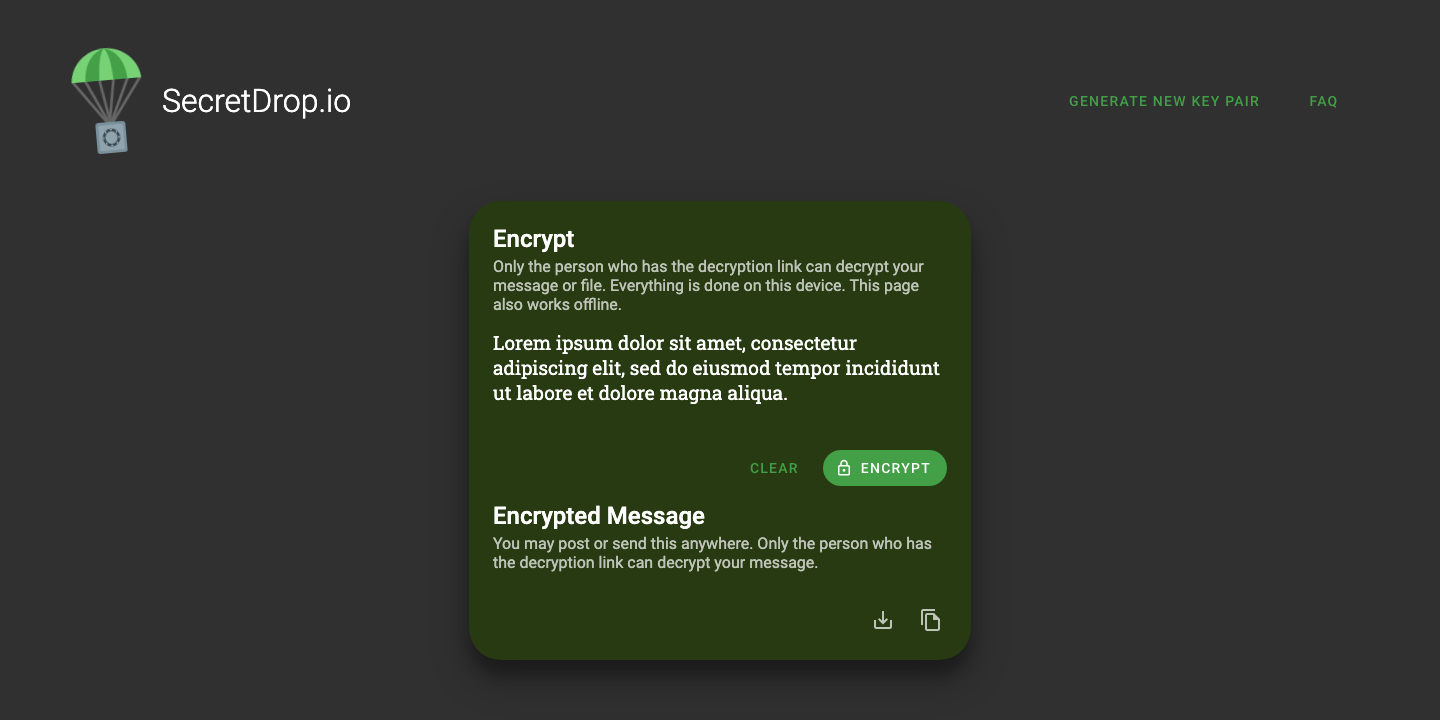 SecretDrop.io
GENERATE NEW KEY PAIR
FAQ
Encrypt
Only the person who has the decryption link can decrypt your
message or file. Everything is done on this device. This page
also works offline.
Lorem ipsum dolor sit amet, consectetur
adipiscing elit, sed do eiusmod tempor incididunt
ut labore et dolore magna aliqua.
CLEAR
ENCRYPT
Encrypted Message
You may post or send this anywhere. Only the person who has
the decryption link can decrypt your message.